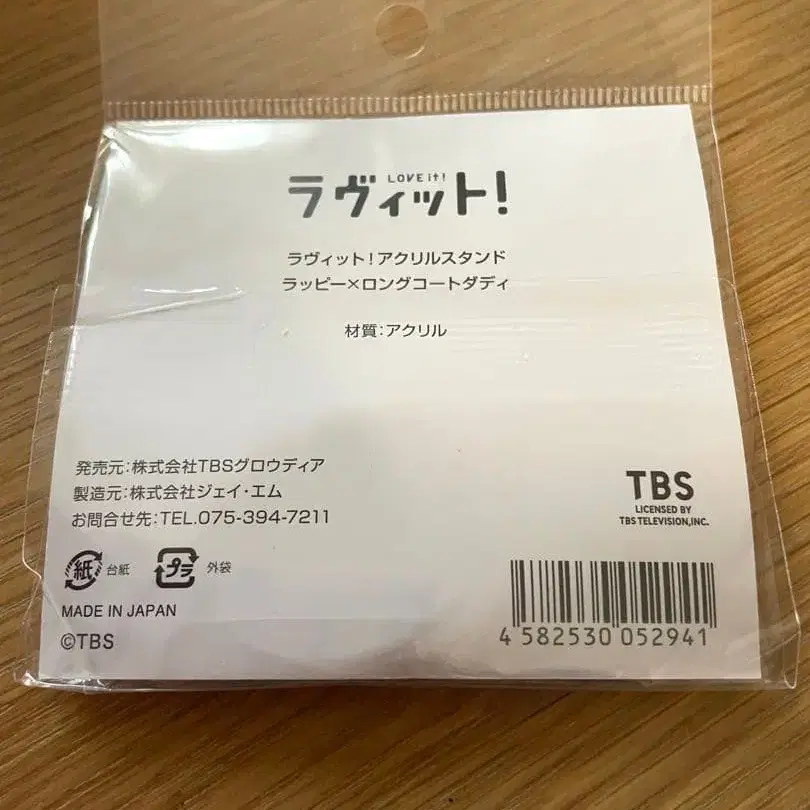 LOVE it!
ラヴィット!
ラヴィット!アクリルスタンド
ラッピー×ロングコートダディ
材質:アクリル
発売元:株式会社TBSグロウディア
製造元:株式会社ジェイ・エム
お問合せ先:TEL.075-394-7211
TBS
LICENSED BY
TBS TELEVISION,INC.
紙 台紙 プラ 外袋
MADE IN JAPAN
©TBS
4 582530 052941